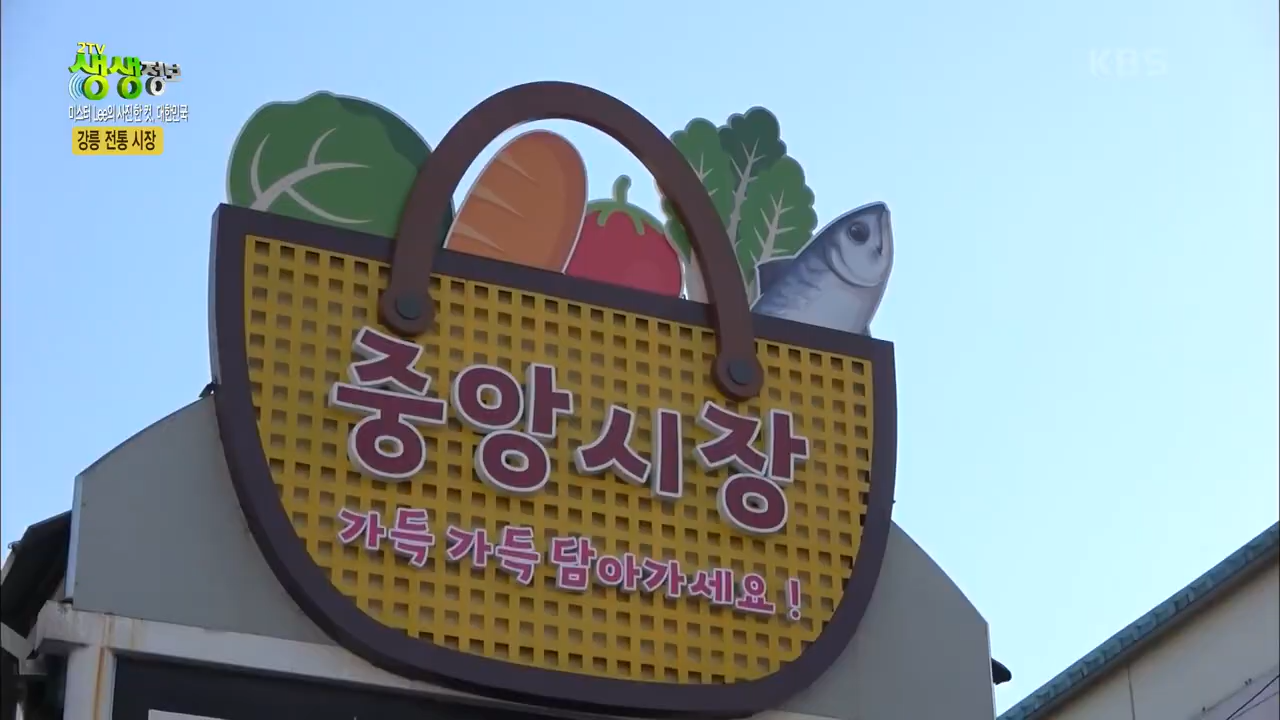 2TV
생생정보
미스터 Lee의 사진 한 컷, 대한민국
강릉 전통 시장
KBS
중앙시장
가득 가득 담아가세요!